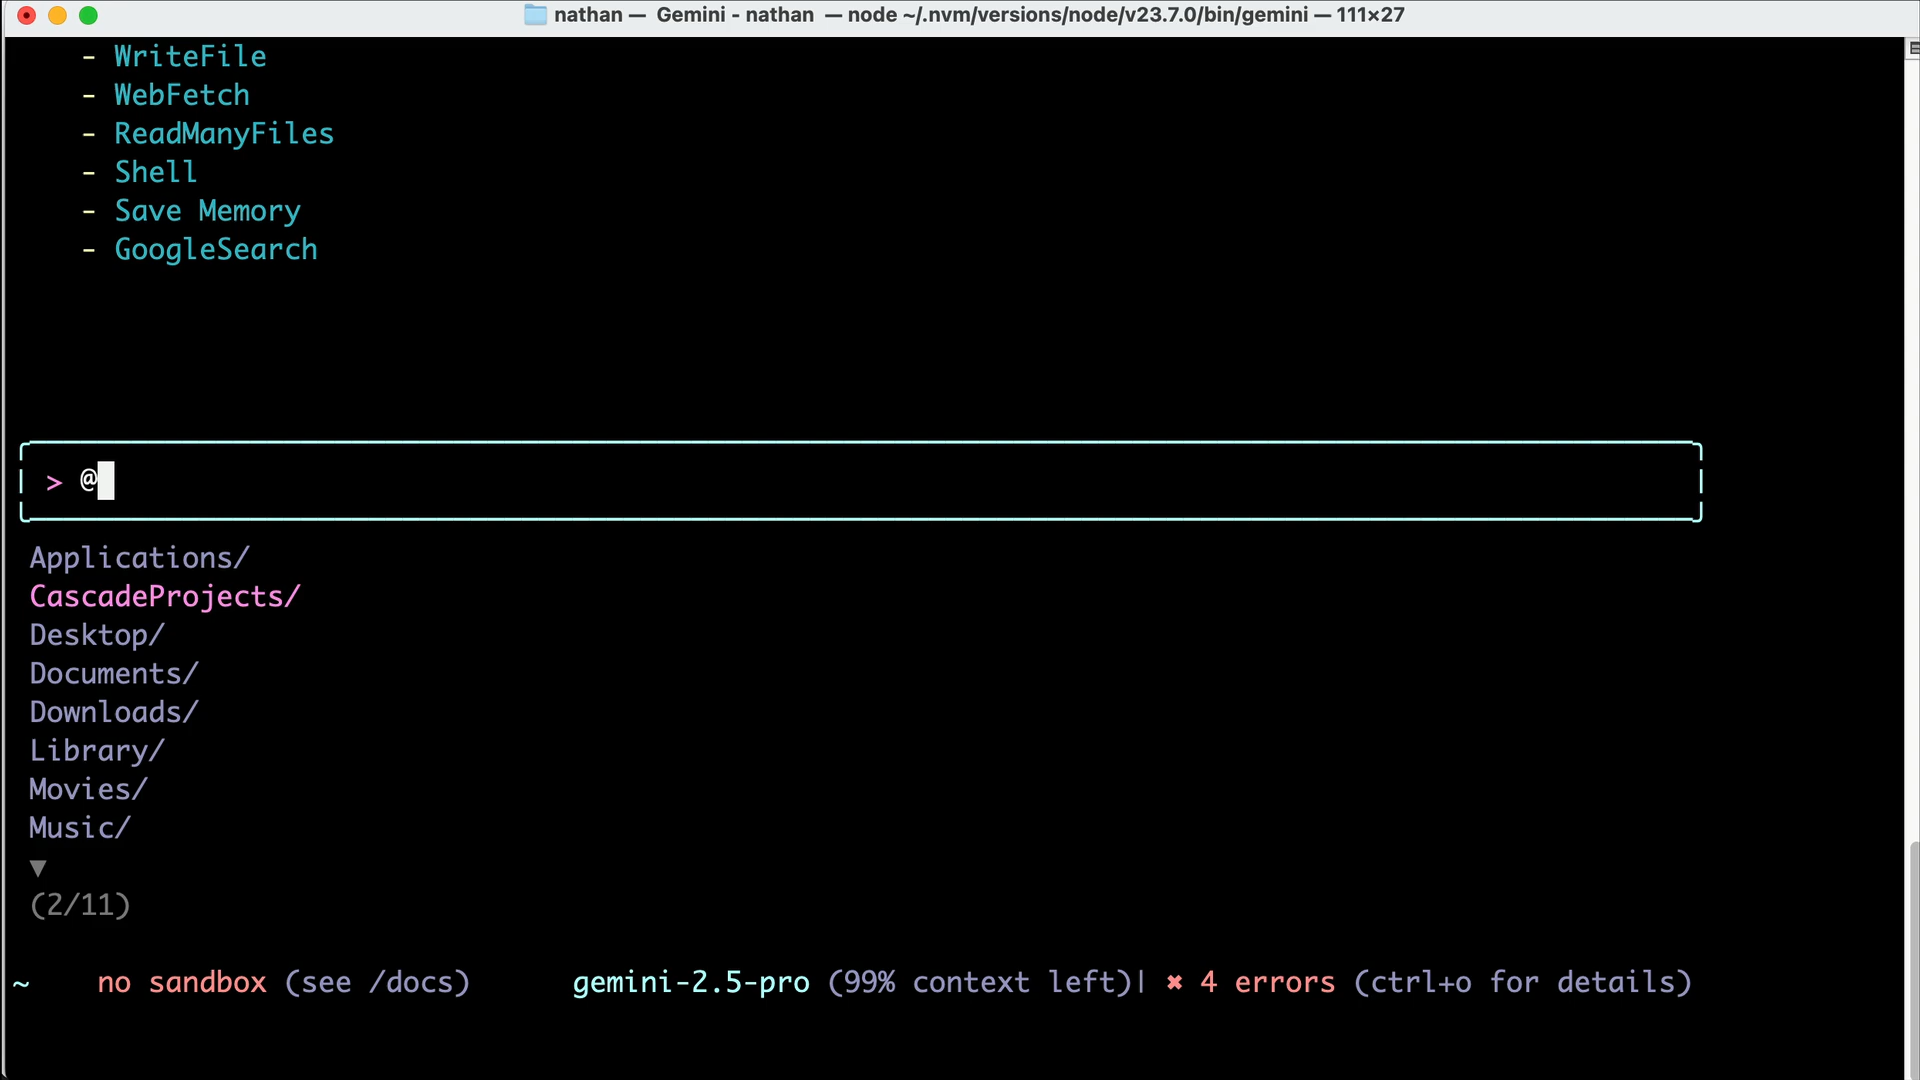 nathan — Gemini - nathan — node ~/.nvm/versions/node/v23.7.0/bin/gemini — 111×27
- WriteFile
- WebFetch
- ReadManyFiles
- Shell
- Save Memory
- GoogleSearch
> @
Applications/
CascadeProjects/
Desktop/
Documents/
Downloads/
Library/
Movies/
Music/
▼
(2/11)
~ no sandbox (see /docs) gemini-2.5-pro (99% context left)| ✖ 4 errors (ctrl+o for details)